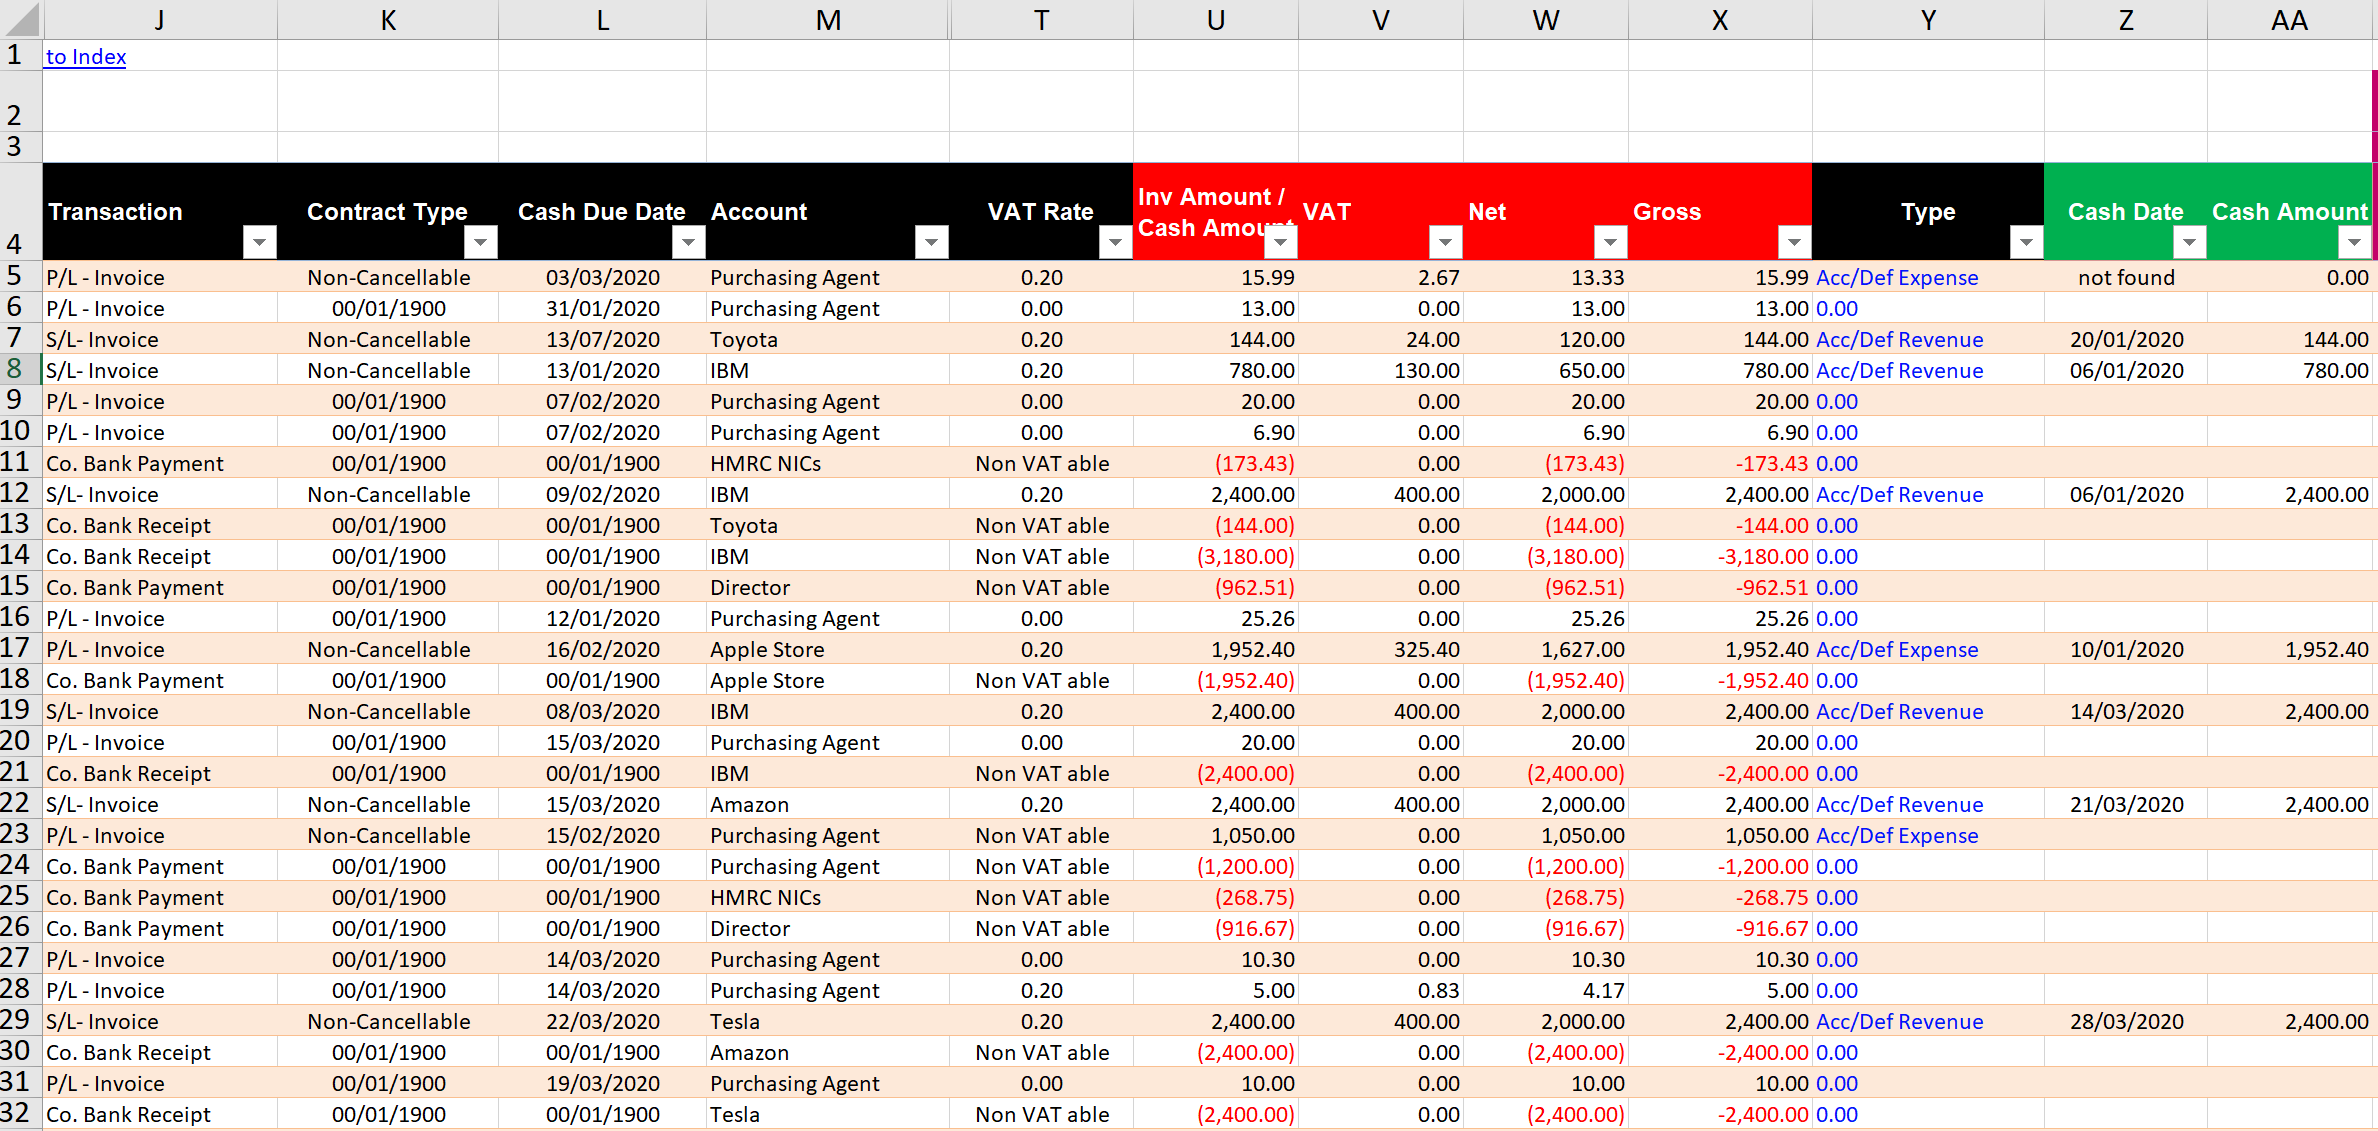 J K L M T U V W X Y Z AA
1 to Index
2
3
4 Transaction Contract Type Cash Due Date Account VAT Rate Inv Amount / Cash Amount VAT Net Gross Type Cash Date Cash Amount
5 P/L - Invoice Non-Cancellable 03/03/2020 Purchasing Agent 0.20 15.99 2.67 13.33 15.99 Acc/Def Expense not found 0.00
6 P/L - Invoice 00/01/1900 31/01/2020 Purchasing Agent 0.00 13.00 0.00 13.00 13.00 0.00
7 S/L- Invoice Non-Cancellable 13/07/2020 Toyota 0.20 144.00 24.00 120.00 144.00 Acc/Def Revenue 20/01/2020 144.00
8 S/L- Invoice Non-Cancellable 13/01/2020 IBM 0.20 780.00 130.00 650.00 780.00 Acc/Def Revenue 06/01/2020 780.00
9 P/L - Invoice 00/01/1900 07/02/2020 Purchasing Agent 0.00 20.00 0.00 20.00 20.00 0.00
10 P/L - Invoice 00/01/1900 07/02/2020 Purchasing Agent 0.00 6.90 0.00 6.90 6.90 0.00
11 Co. Bank Payment 00/01/1900 00/01/1900 HMRC NICs Non VAT able (173.43) 0.00 (173.43) -173.43 0.00
12 S/L- Invoice Non-Cancellable 09/02/2020 IBM 0.20 2,400.00 400.00 2,000.00 2,400.00 Acc/Def Revenue 06/01/2020 2,400.00
13 Co. Bank Receipt 00/01/1900 00/01/1900 Toyota Non VAT able (144.00) 0.00 (144.00) -144.00 0.00
14 Co. Bank Receipt 00/01/1900 00/01/1900 IBM Non VAT able (3,180.00) 0.00 (3,180.00) -3,180.00 0.00
15 Co. Bank Payment 00/01/1900 00/01/1900 Director Non VAT able (962.51) 0.00 (962.51) -962.51 0.00
16 P/L - Invoice 00/01/1900 12/01/2020 Purchasing Agent 0.00 25.26 0.00 25.26 25.26 0.00
17 P/L - Invoice Non-Cancellable 16/02/2020 Apple Store 0.20 1,952.40 325.40 1,627.00 1,952.40 Acc/Def Expense 10/01/2020 1,952.40
18 Co. Bank Payment 00/01/1900 00/01/1900 Apple Store Non VAT able (1,952.40) 0.00 (1,952.40) -1,952.40 0.00
19 S/L- Invoice Non-Cancellable 08/03/2020 IBM 0.20 2,400.00 400.00 2,000.00 2,400.00 Acc/Def Revenue 14/03/2020 2,400.00
20 P/L - Invoice 00/01/1900 15/03/2020 Purchasing Agent 0.00 20.00 0.00 20.00 20.00 0.00
21 Co. Bank Receipt 00/01/1900 00/01/1900 IBM Non VAT able (2,400.00) 0.00 (2,400.00) -2,400.00 0.00
22 S/L- Invoice Non-Cancellable 15/03/2020 Amazon 0.20 2,400.00 400.00 2,000.00 2,400.00 Acc/Def Revenue 21/03/2020 2,400.00
23 P/L - Invoice Non-Cancellable 15/02/2020 Purchasing Agent Non VAT able 1,050.00 0.00 1,050.00 1,050.00 Acc/Def Expense
24 Co. Bank Payment 00/01/1900 00/01/1900 Purchasing Agent Non VAT able (1,200.00) 0.00 (1,200.00) -1,200.00 0.00
25 Co. Bank Payment 00/01/1900 00/01/1900 HMRC NICs Non VAT able (268.75) 0.00 (268.75) -268.75 0.00
26 Co. Bank Payment 00/01/1900 00/01/1900 Director Non VAT able (916.67) 0.00 (916.67) -916.67 0.00
27 P/L - Invoice 00/01/1900 14/03/2020 Purchasing Agent 0.00 10.30 0.00 10.30 10.30 0.00
28 P/L - Invoice 00/01/1900 14/03/2020 Purchasing Agent 0.20 5.00 0.83 4.17 5.00 0.00
29 S/L- Invoice Non-Cancellable 22/03/2020 Tesla 0.20 2,400.00 400.00 2,000.00 2,400.00 Acc/Def Revenue 28/03/2020 2,400.00
30 Co. Bank Receipt 00/01/1900 00/01/1900 Amazon Non VAT able (2,400.00) 0.00 (2,400.00) -2,400.00 0.00
31 P/L - Invoice 00/01/1900 19/03/2020 Purchasing Agent 0.00 10.00 0.00 10.00 10.00 0.00
32 Co. Bank Receipt 00/01/1900 00/01/1900 Tesla Non VAT able (2,400.00) 0.00 (2,400.00) -2,400.00 0.00